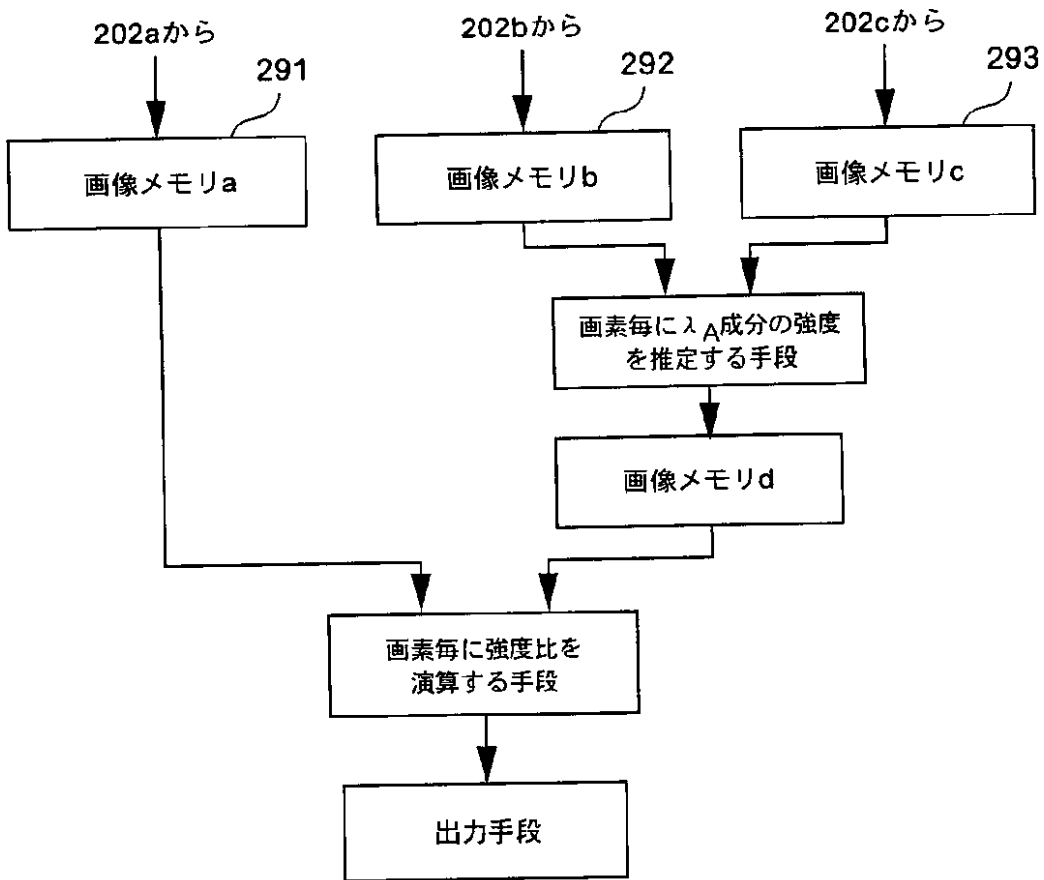 202aから
202bから
202cから
291
292
293
画像メモリa
画像メモリb
画像メモリc
画素毎にλA成分の強度
を推定する手段
画像メモリd
画素毎に強度比を
演算する手段
出力手段